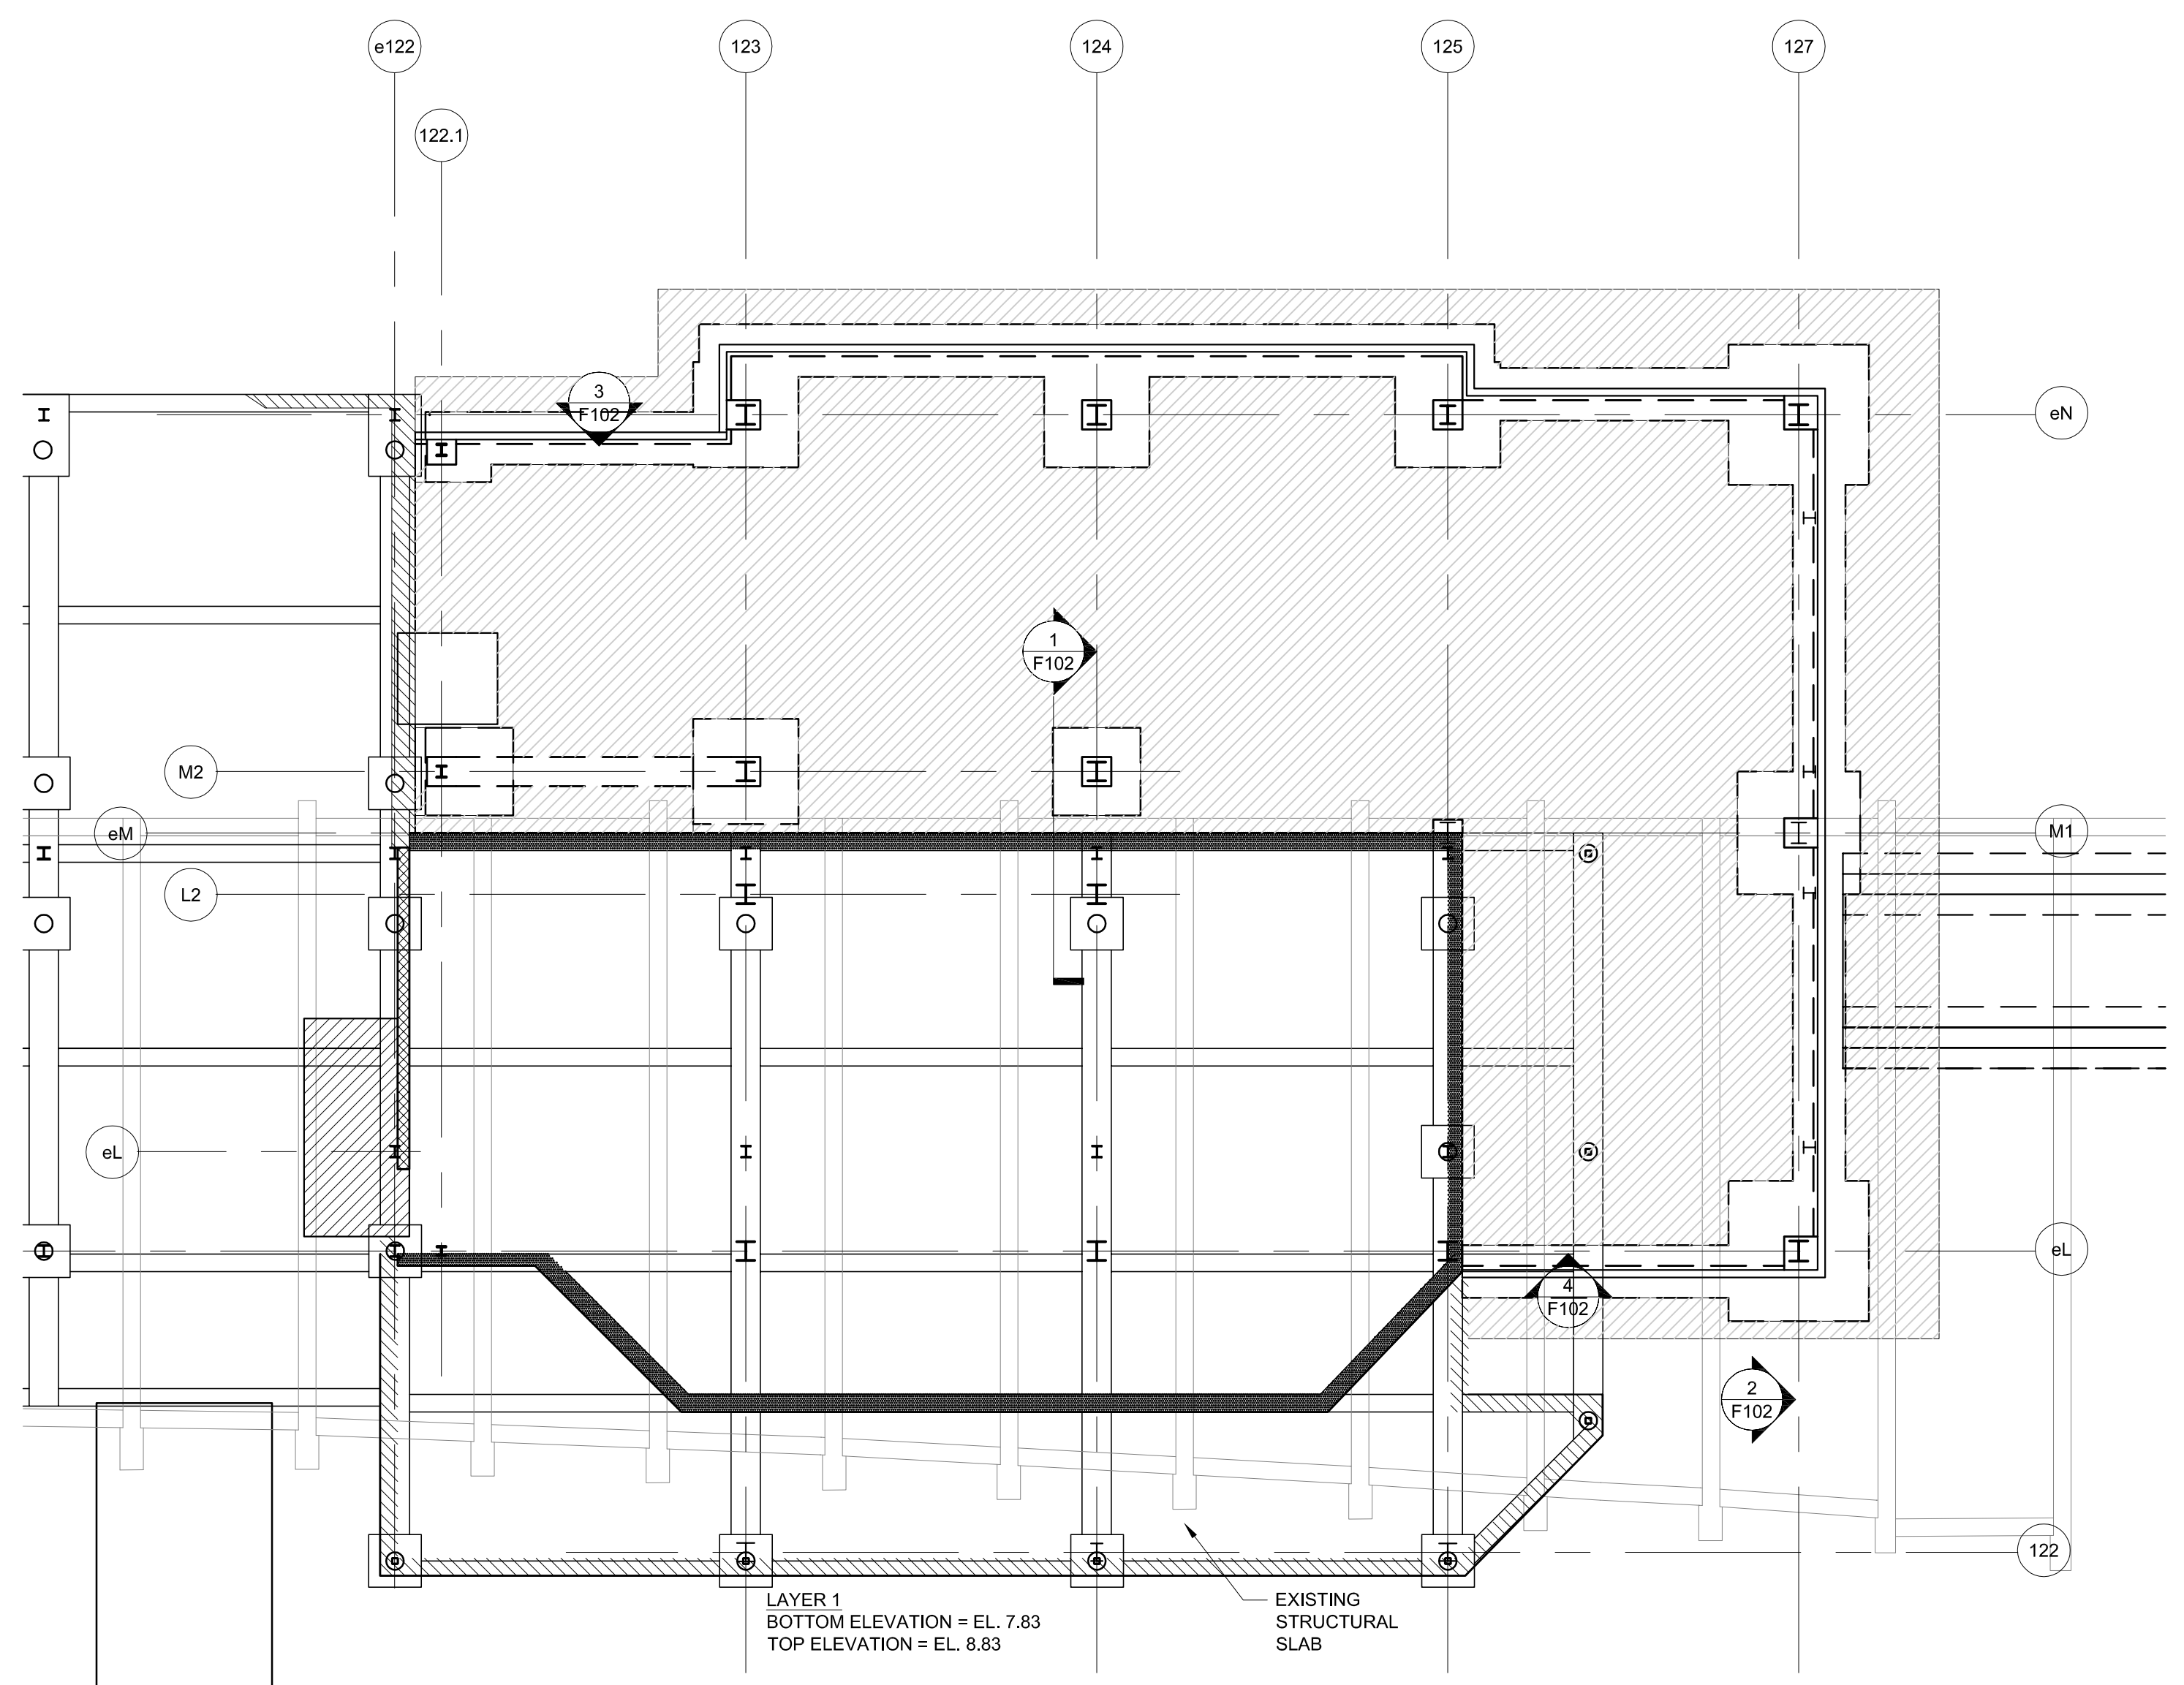 e122
123
124
125
127
122.1
3
F102
eN
1
F102
M2
eM
M1
L2
eL
eL
4
F102
2
F102
122
LAYER 1
BOTTOM ELEVATION = EL. 7.83
TOP ELEVATION = EL. 8.83
EXISTING
STRUCTURAL
SLAB